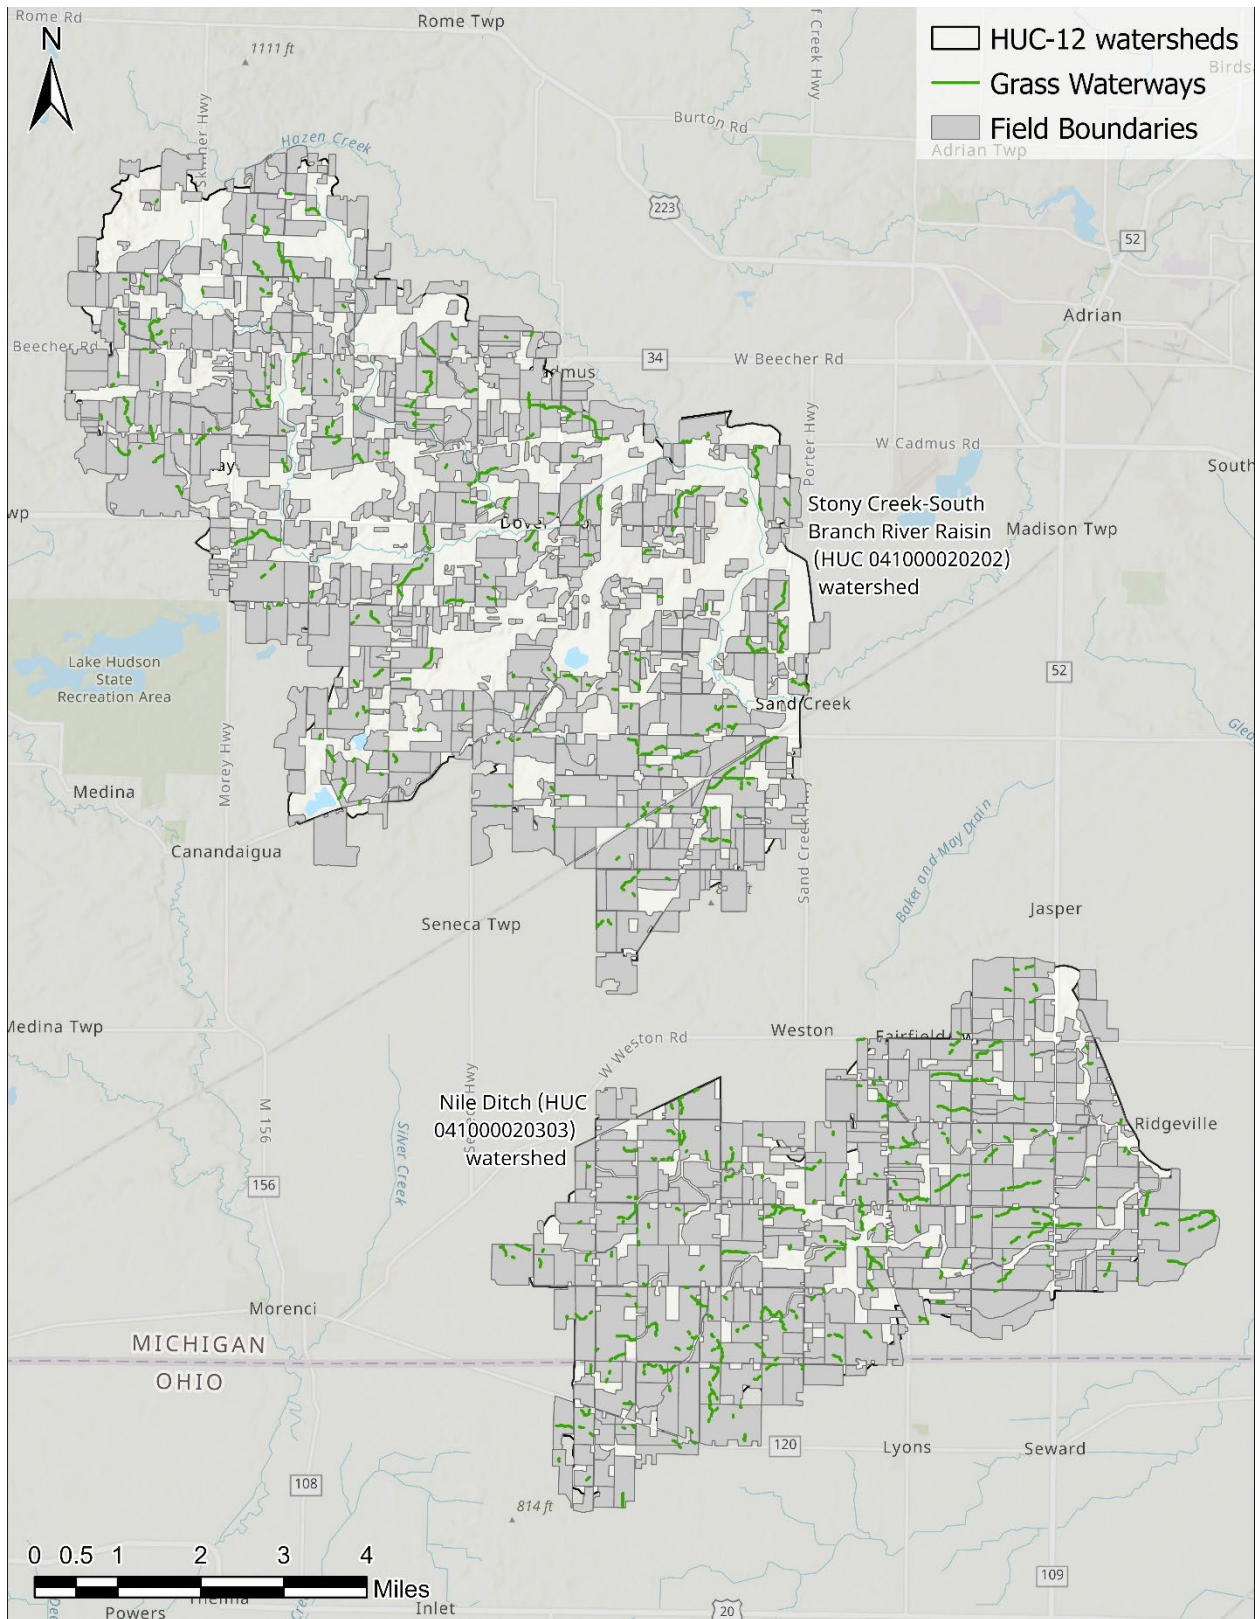 Rome Rd
Rome Twp
N
1111 ft
HUC-12 watersheds
Grass Waterways
Field Boundaries
Creek Hwy
Burton Rd
Adrian Twp
Hazen Creek
223
52
Adrian
Beecher Rd
34
W Beecher Rd
Porter Hwy
W Cadmus Rd
South
Stony Creek-South
Branch River Raisin
(HUC 041000020202)
watershed
Madison Twp
Lake Hudson
State
Recreation Area
52
Sand Creek
Morey Hwy
Medina
Canandaigua
Sand Creek Hwy
Baker and May Drain
Jasper
Seneca Twp
Medina Twp
Weston
W Weston Rd
M 156
Silver Creek
Nile Ditch (HUC
041000020303)
watershed
Ridgeville
156
Morenci
MICHIGAN
OHIO
120
Lyons
Seward
108
814 ft
0 0.5 1 2 3 4
Miles
109
Powers
Inlet
20